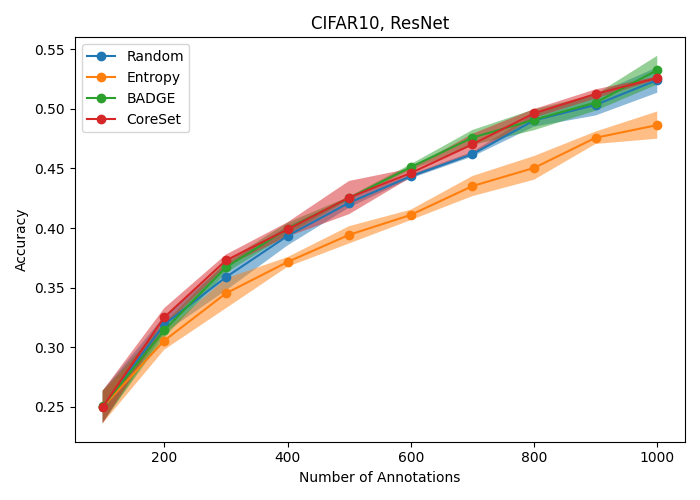 CIFAR10, ResNet
Random
Entropy
BADGE
CoreSet
Accuracy
0.55
0.50
0.45
0.40
0.35
0.30
0.25
200 400 600 800 1000
Number of Annotations